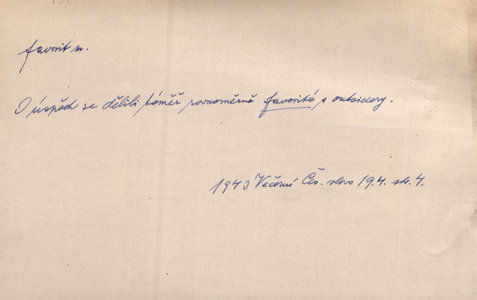 favorit m.
O úspěch se dělili téměř rovnoměrně favorité s outsidery.
1943 Večerní Čes. slovo 19.4. str. 4.